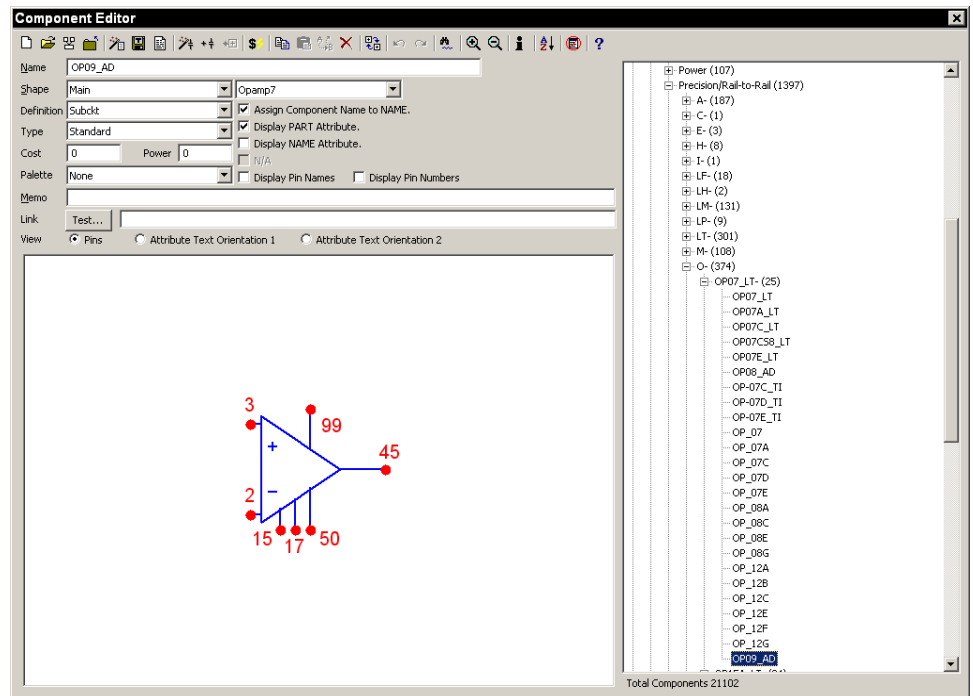 Component Editor
Name OP09_AD
Shape Main Opamp7
Definition Subckt Assign Component Name to NAME.
Type Standard Display PART Attribute.
Display NAME Attribute.
Cost 0 Power 0
N/A
Palette None Display Pin Names Display Pin Numbers
Memo
Link Test...
View Pins Attribute Text Orientation 1 Attribute Text Orientation 2
3
99
+
45
2
−
15 17 50
Power (107)
Precision/Rail-to-Rail (1397)
A- (187)
C- (1)
E- (3)
H- (8)
I- (1)
LF- (18)
LH- (2)
LM- (131)
LP- (9)
LT- (301)
M- (108)
O- (374)
OP07_LT- (25)
OP07_LT
OP07A_LT
OP07C_LT
OP07CS8_LT
OP07E_LT
OP08_AD
OP-07C_TI
OP-07D_TI
OP-07E_TI
OP_07
OP_07A
OP_07C
OP_07D
OP_07E
OP_08A
OP_08C
OP_08E
OP_08G
OP_12A
OP_12B
OP_12C
OP_12E
OP_12F
OP_12G
OP09_AD
Total Components 21102